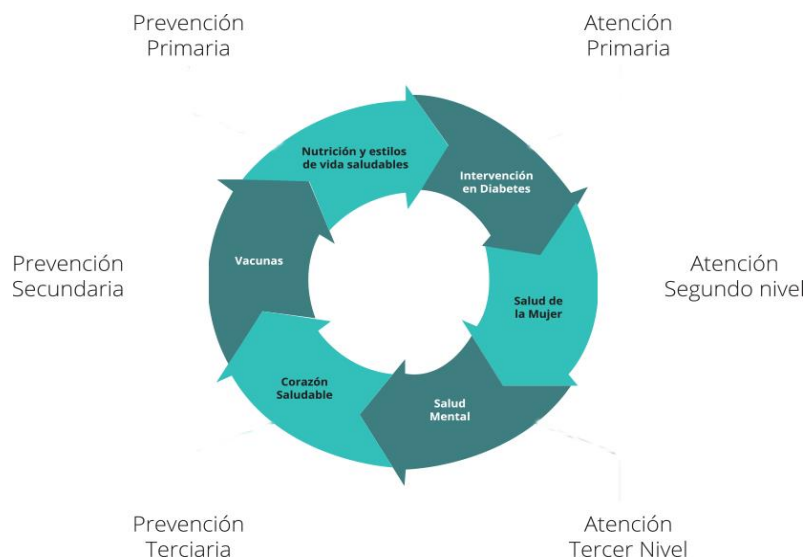 Prevención
Primaria
Atención
Primaria
Nutrición y estilos
de vida saludables
Intervención
en Diabetes
Prevención
Secundaria
Vacunas
Salud de
la Mujer
Atención
Segundo nivel
Corazón
Saludable
Salud
Mental
Prevención
Terciaria
Atención
Tercer Nivel